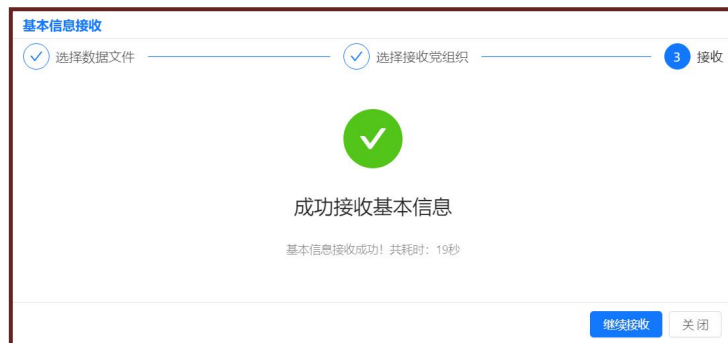 基本信息接收
选择数据文件 选择接收党组织 3 接收
成功接收基本信息
基本信息接收成功！共耗时：19秒
继续接收 关闭